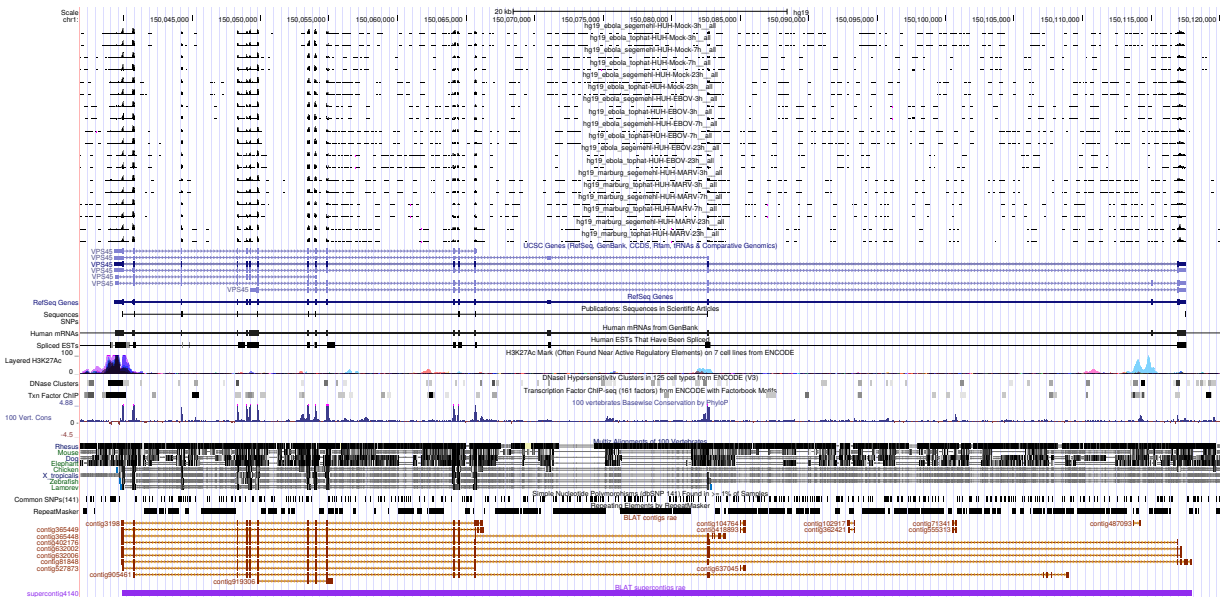 Scale 20 kb hg19
chr1: 150,045,000 150,050,000 150,055,000 150,060,000 150,065,000 150,070,000 150,075,000 150,080,000 150,085,000 150,090,000 150,095,000 150,100,000 150,105,000 150,110,000 150,115,000 150,120,000
hg19_ebola_segemehl-HUH-Mock-3h__all
hg19_ebola_tophat-HUH-Mock-3h__all
hg19_ebola_segemehl-HUH-Mock-7h__all
hg19_ebola_tophat-HUH-Mock-7h__all
hg19_ebola_segemehl-HUH-Mock-23h__all
hg19_ebola_tophat-HUH-Mock-23h__all
hg19_ebola_segemehl-HUH-EBOV-3h__all
hg19_ebola_tophat-HUH-EBOV-3h__all
hg19_ebola_segemehl-HUH-EBOV-7h__all
hg19_ebola_tophat-HUH-EBOV-7h__all
hg19_ebola_segemehl-HUH-EBOV-23h__all
hg19_ebola_tophat-HUH-EBOV-23h__all
hg19_marburg_segemehl-HUH-MARV-3h__all
hg19_marburg_tophat-HUH-MARV-3h__all
hg19_marburg_segemehl-HUH-MARV-7h__all
hg19_marburg_tophat-HUH-MARV-7h__all
hg19_marburg_segemehl-HUH-MARV-23h__all
hg19_marburg_tophat-HUH-MARV-23h__all
UCSC Genes (RefSeq, GenBank, CCDS, Rfam, tRNAs & Comparative Genomics)
VPS45
VPS45
VPS45
VPS45
VPS45
VPS45
VPS45
RefSeq Genes
RefSeq Genes
Publications: Sequences in Scientific Articles
Sequences
SNPs
Human mRNAs from GenBank
Human mRNAs
Human ESTs That Have Been Spliced
Spliced ESTs
H3K27Ac Mark (Often Found Near Active Regulatory Elements) on 7 cell lines from ENCODE
100
Layered H3K27Ac
0
DNaseI Hypersensitivity Clusters in 125 cell types from ENCODE (V3)
DNase Clusters
Transcription Factor ChIP-seq (161 factors) from ENCODE with Factorbook Motifs
Txn Factor ChIP
100 vertebrates Basewise Conservation by PhyloP
4.88
100 Vert. Cons
0
-4.5
Multiz Alignments of 100 Vertebrates
Rhesus
Mouse
Dog
Elephant
Chicken
X_tropicalis
Zebrafish
Lamprey
Simple Nucleotide Polymorphisms (dbSNP 141) Found in >= 1% of Samples
Common SNPs(141)
Repeating Elements by RepeatMasker
RepeatMasker
BLAT contigs rae
contig3198 contig104764 contig102917 contig71341 contig487093
contig365449 contig418893 contig362421 contig555313
contig365448
contig402176
contig632002
contig632006
contig81848
contig527873 contig637045
contig905461
contig919306
BLAT supercontigs rae
supercontig4140